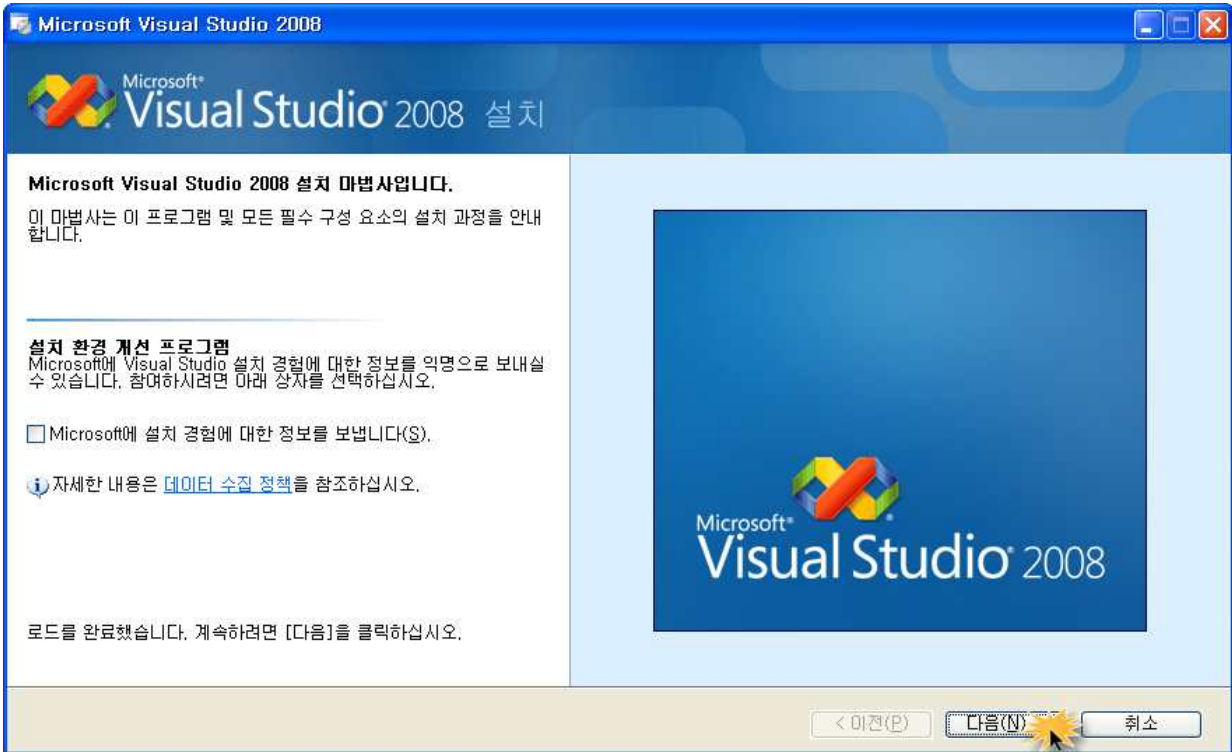 Microsoft Visual Studio 2008
Microsoft®
Visual Studio® 2008 설치
Microsoft Visual Studio 2008 설치 마법사입니다.
이 마법사는 이 프로그램 및 모든 필수 구성 요소의 설치 과정을 안내
합니다.
설치 환경 개선 프로그램
Microsoft에 Visual Studio 설치 경험에 대한 정보를 익명으로 보내실
수 있습니다. 참여하시려면 아래 상자를 선택하십시오.
Microsoft에 설치 경험에 대한 정보를 보냅니다(S).
자세한 내용은 데이터 수집 정책을 참조하십시오.
로드를 완료했습니다. 계속하려면 [다음]을 클릭하십시오.
Microsoft®
Visual Studio® 2008
< 이전(P)
다음(N)
취소